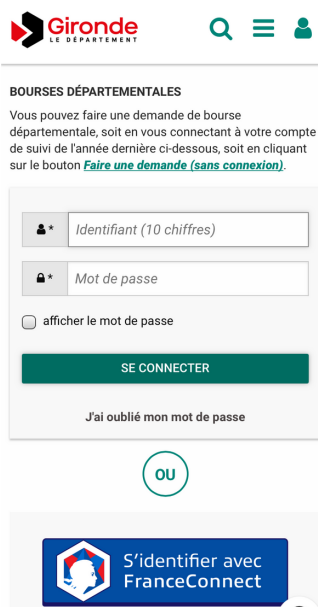 Gironde
LE DÉPARTEMENT
BOURSES DÉPARTEMENTALES
Vous pouvez faire une demande de bourse
départementale, soit en vous connectant à votre compte
de suivi de l'année dernière ci-dessous, soit en cliquant
sur le bouton Faire une demande (sans connexion).
* Identifiant (10 chiffres)
* Mot de passe
afficher le mot de passe
SE CONNECTER
J'ai oublié mon mot de passe
OU
S'identifier avec
FranceConnect